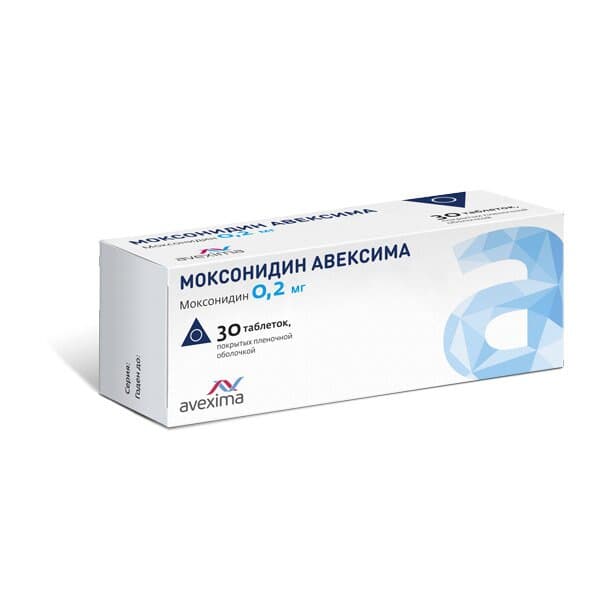 МОКСОНИДИН АВЕКСИМА
Моксонидин 0,2 мг
avexima
30 таблеток,
покрытых пленочной
оболочкой
МОКСОНИДИН АВЕКСИМА
Моксонидин 0,2 мг
30 таблеток,
покрытых пленочной
оболочкой
avexima
a
Серия:
Годен до: